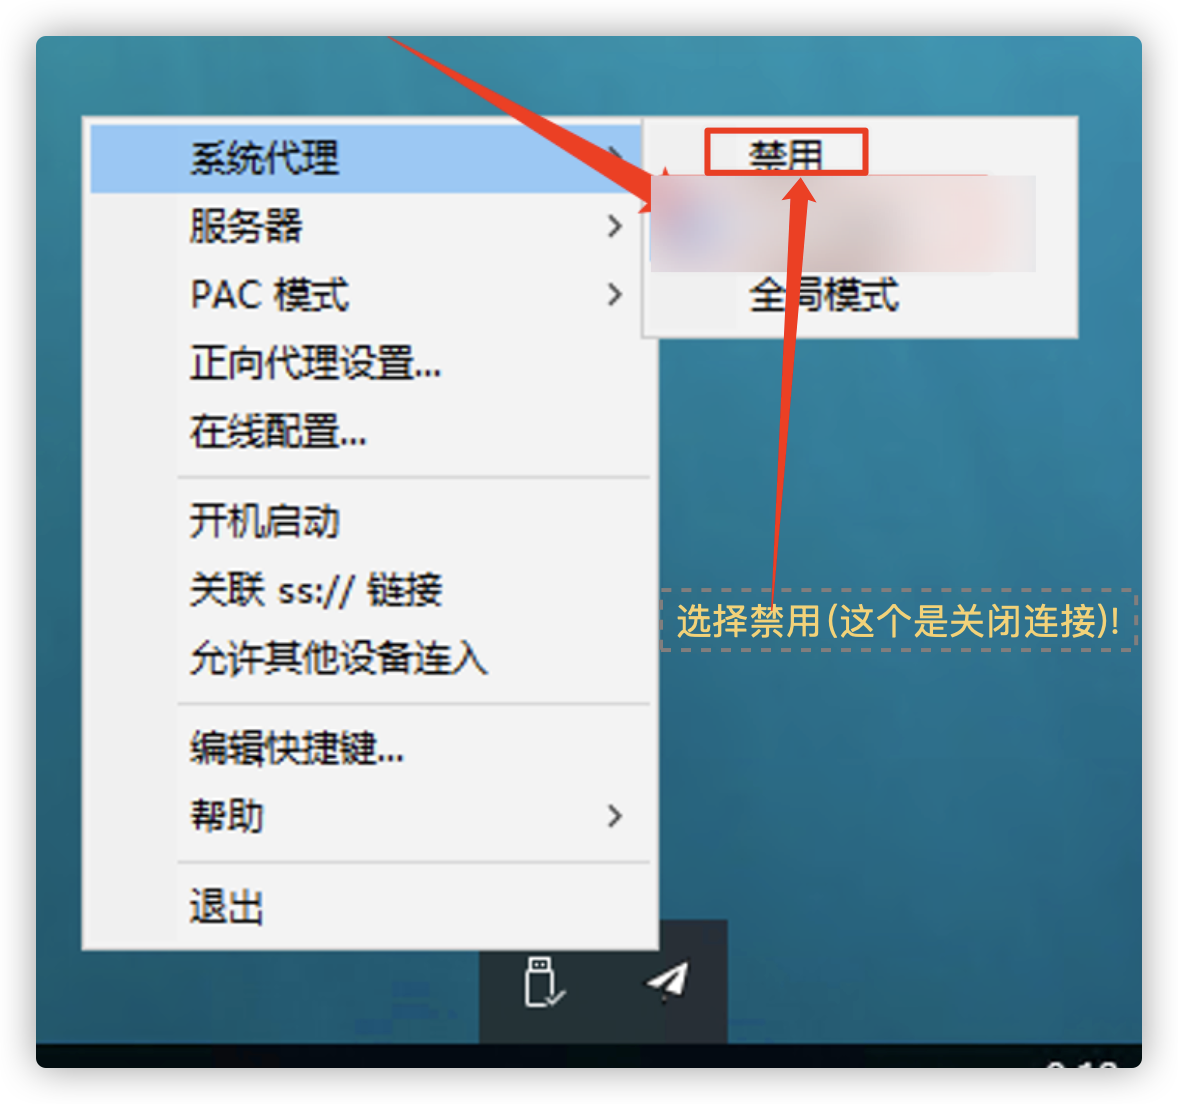 系统代理
服务器
PAC 模式
正向代理设置...
在线配置...
开机启动
关联 ss:// 链接
允许其他设备连入
编辑快捷键...
帮助
退出
禁用
全局模式
选择禁用(这个是关闭连接)!